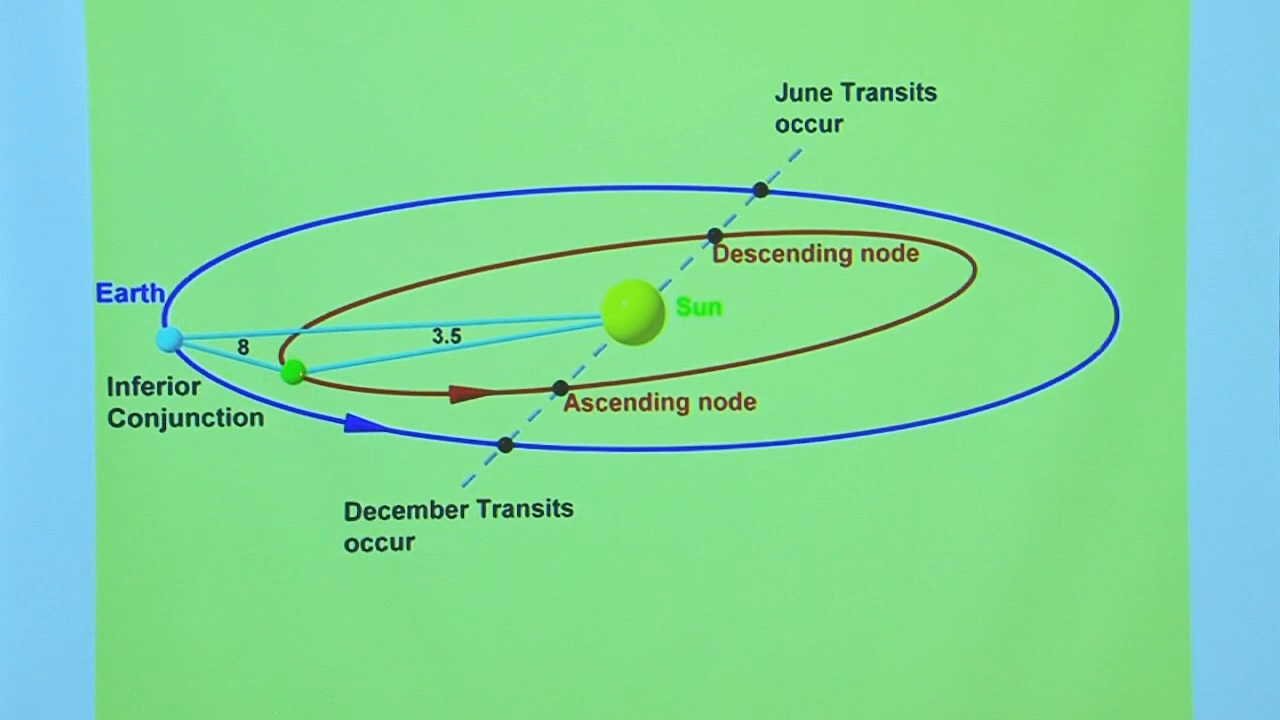 June Transits
occur
Descending node
Earth
Sun
8
3.5
Inferior
Conjunction
Ascending node
December Transits
occur